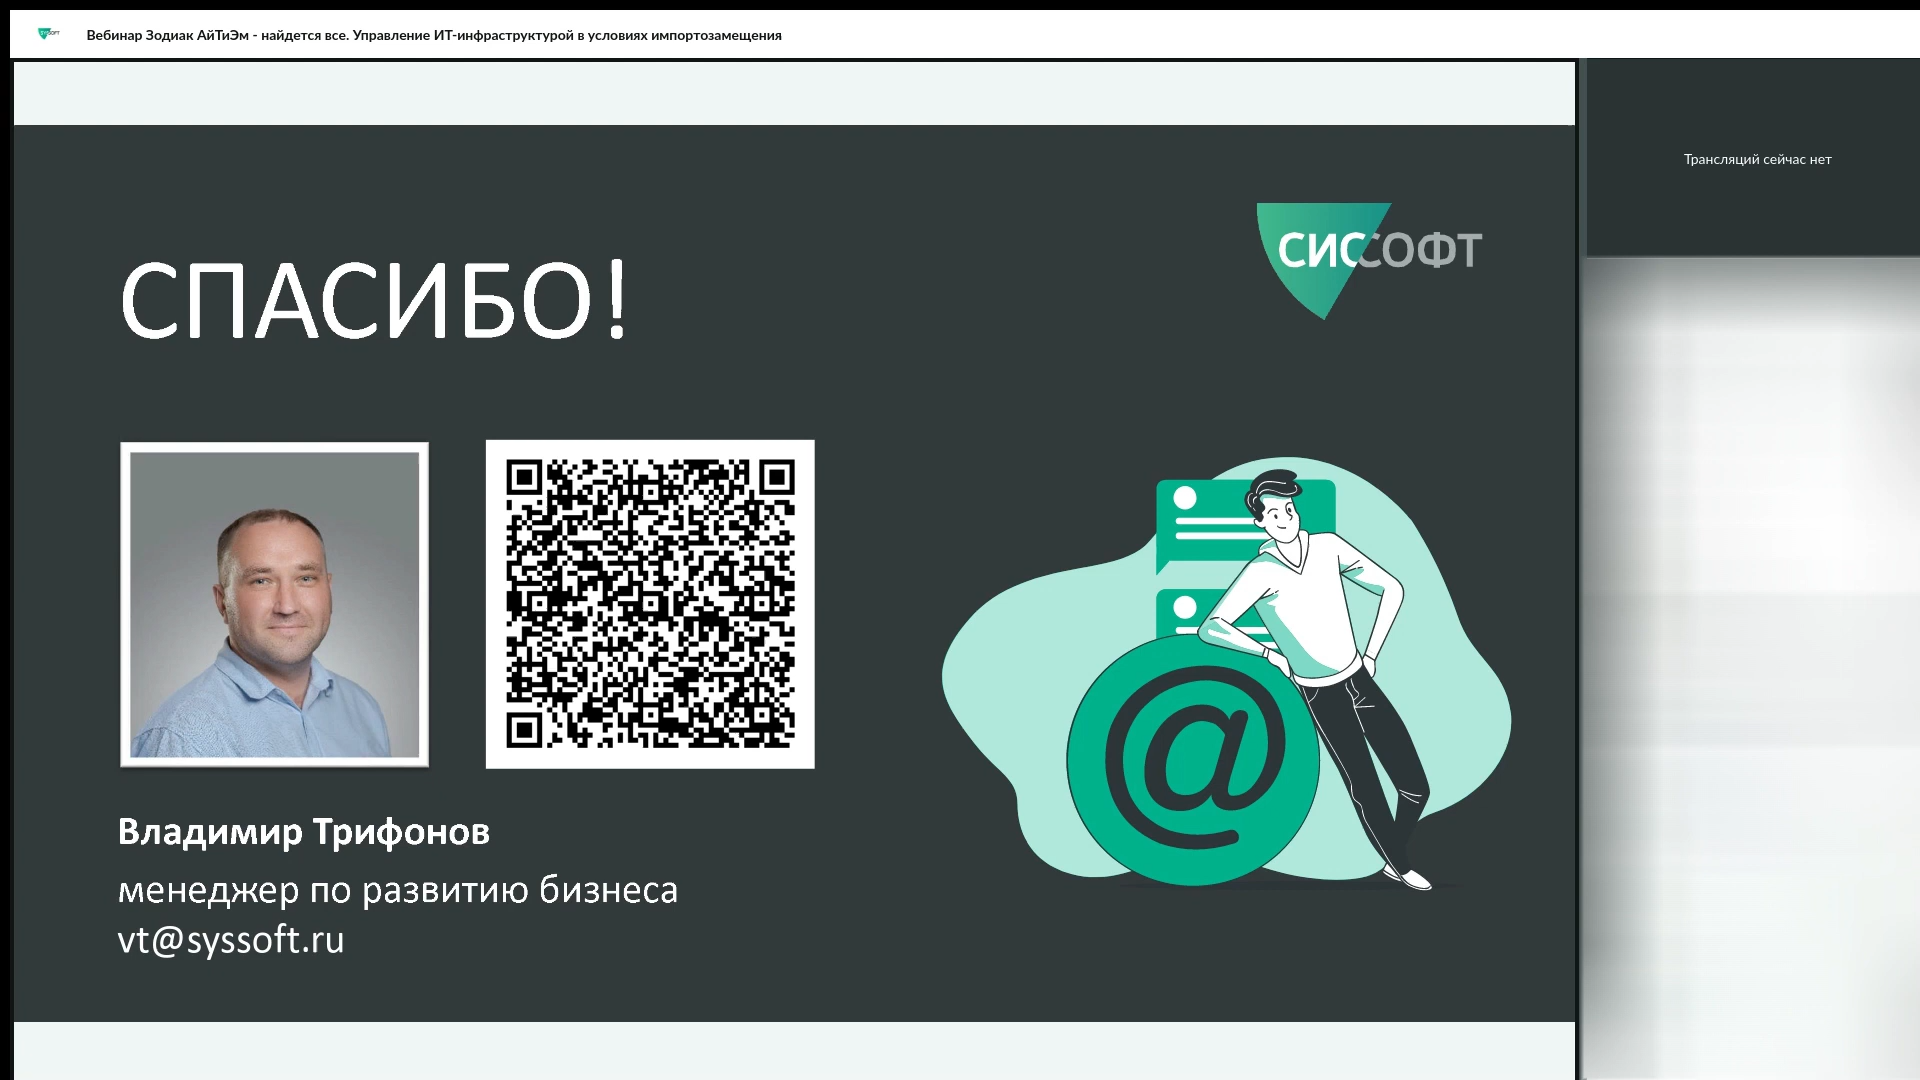 Вебинар Зодиак АйТиЭм - найдется все. Управление ИТ-инфраструктурой в условиях импортозамещения
Трансляций сейчас нет
СИССОФТ
СПАСИБО!
@
Владимир Трифонов
менеджер по развитию бизнеса
vt@syssoft.ru